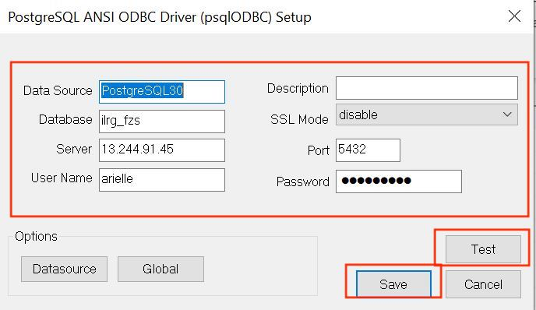 PostgreSQL ANSI ODBC Driver (psqlODBC) Setup
Data Source PostgreSQL30 Description
Database ilrg_fzs SSL Mode disable
Server 13.244.91.45 Port 5432
User Name arielle Password ●●●●●●●●●
Options
Test
Datasource Global Save Cancel